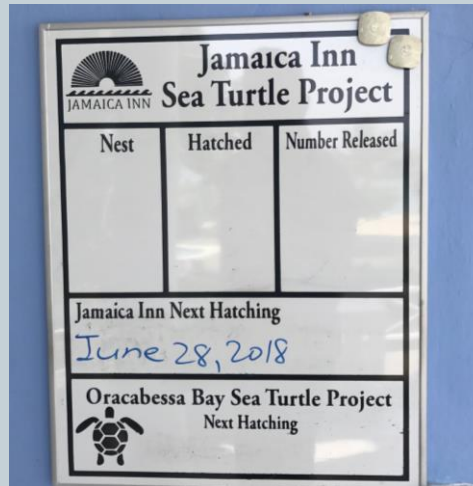 Jamaica Inn
JAMAICA INN
Sea Turtle Project
Nest
Hatched
Number Released
Jamaica Inn Next Hatching
June 28, 2018
Oracabessa Bay Sea Turtle Project
Next Hatching